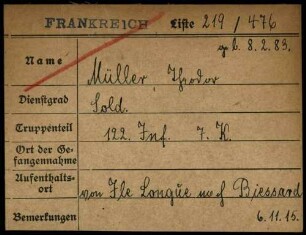 FRANKREICH Liste 219 / 476
8.2.83.
Name Müller, Theodor
Dienstgrad Sold.
Truppenteil 122. Inf. 7. K.
Ort der Gefangennahme
Aufenthaltsort von Ile Longue nach Biessard
Bemerkungen 6.11.15.